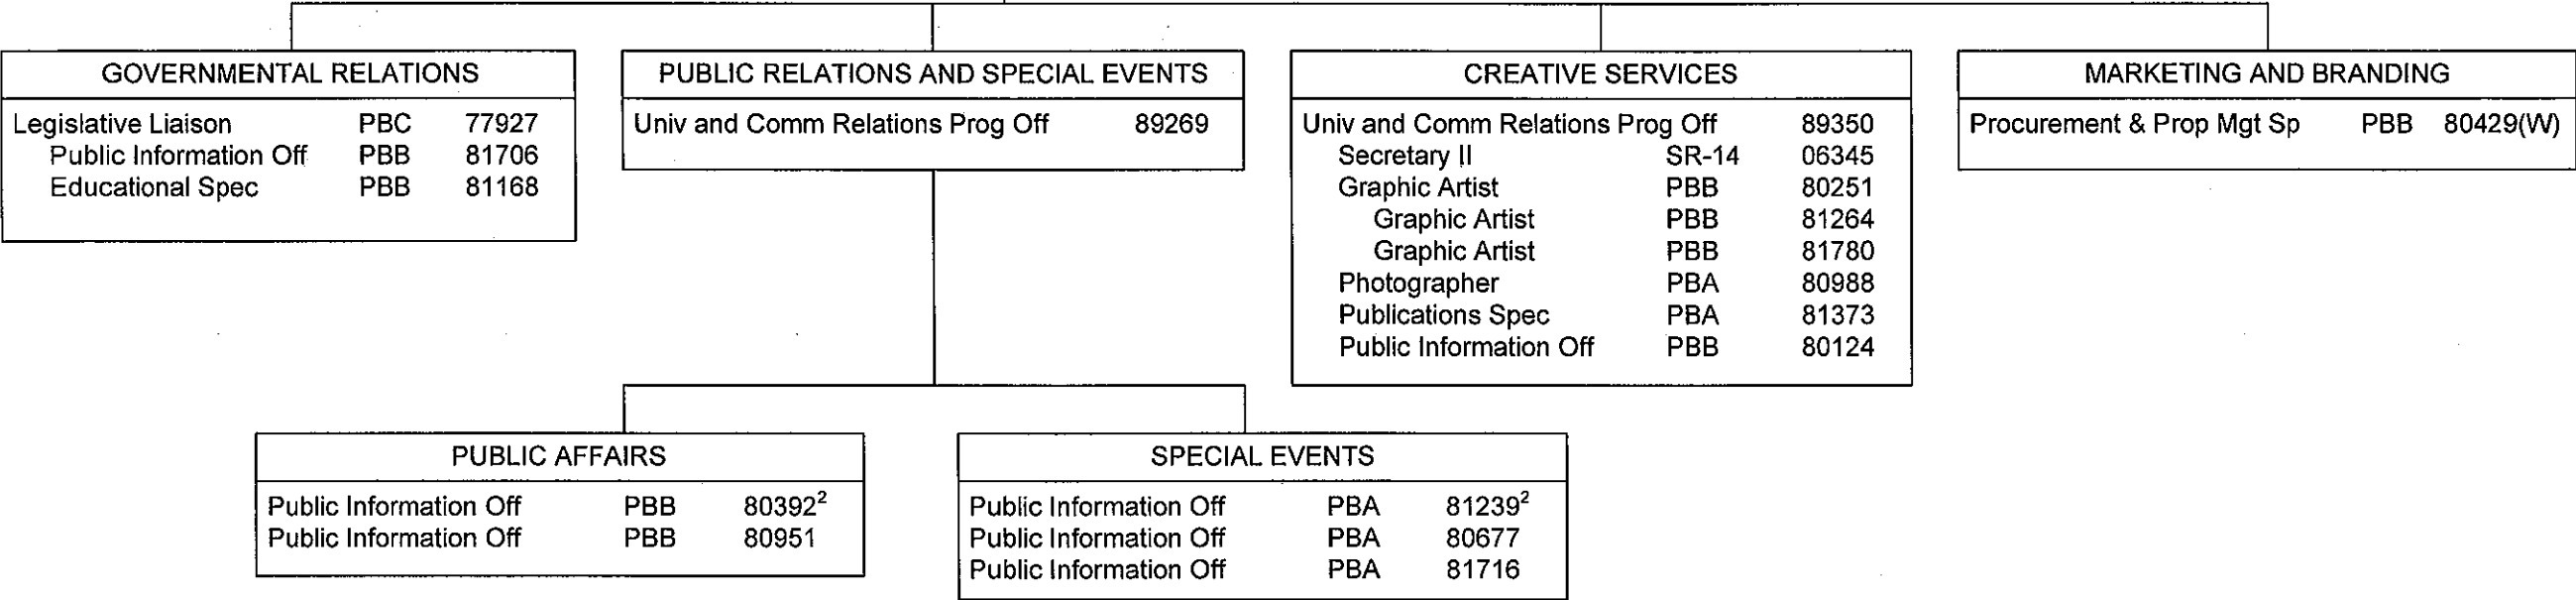 GOVERNMENTAL RELATIONS
Legislative Liaison PBC 77927
Public Information Off PBB 81706
Educational Spec PBB 81168
PUBLIC RELATIONS AND SPECIAL EVENTS
Univ and Comm Relations Prog Off 89269
CREATIVE SERVICES
Univ and Comm Relations Prog Off 89350
Secretary II SR-14 06345
Graphic Artist PBB 80251
Graphic Artist PBB 81264
Graphic Artist PBB 81780
Photographer PBA 80988
Publications Spec PBA 81373
Public Information Off PBB 80124
MARKETING AND BRANDING
Procurement & Prop Mgt Sp PBB 80429(W)
PUBLIC AFFAIRS
Public Information Off PBB 80392²
Public Information Off PBB 80951
SPECIAL EVENTS
Public Information Off PBA 81239²
Public Information Off PBA 80677
Public Information Off PBA 81716